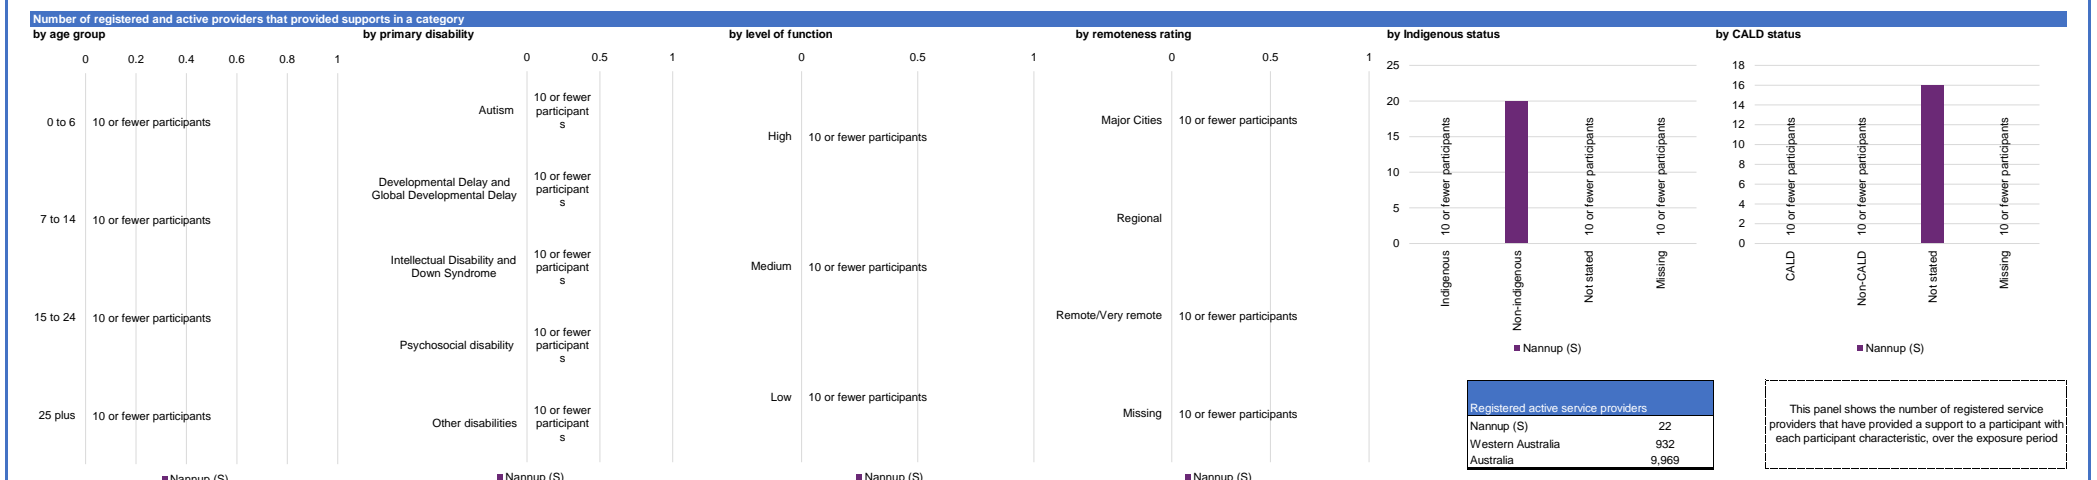 Number of registered and active providers that provided supports in a category
by age group
0 0.2 0.4 0.6 0.8 1
0 to 6 10 or fewer participants
7 to 14 10 or fewer participants
15 to 24 10 or fewer participants
25 plus 10 or fewer participants
Nannup (S)
by primary disability
0 0.5 1
Autism
10 or fewer
participant
s
Developmental Delay and
Global Developmental Delay
10 or fewer
participant
s
Intellectual Disability and
Down Syndrome
10 or fewer
participant
s
Psychosocial disability
10 or fewer
participant
s
Other disabilities
10 or fewer
participant
s
Nannup (S)
by level of function
0 0.5 1
High 10 or fewer participants
Medium 10 or fewer participants
Low 10 or fewer participants
Nannup (S)
by remoteness rating
0 0.5 1
Major Cities 10 or fewer participants
Regional
Remote/Very remote 10 or fewer participants
Missing 10 or fewer participants
Nannup (S)
by Indigenous status
25
20
15
10
5
0
10 or fewer participants
10 or fewer participants
10 or fewer participants
Indigenous
Non-indigenous
Not stated
Missing
Nannup (S)
by CALD status
18
16
14
12
10
8
6
4
2
0
10 or fewer participants
10 or fewer participants
10 or fewer participants
CALD
Non-CALD
Not stated
Missing
Nannup (S)
Registered active service providers
Nannup (S) 22
Western Australia 932
Australia 9,969
This panel shows the number of registered service
providers that have provided a support to a participant with
each participant characteristic, over the exposure period